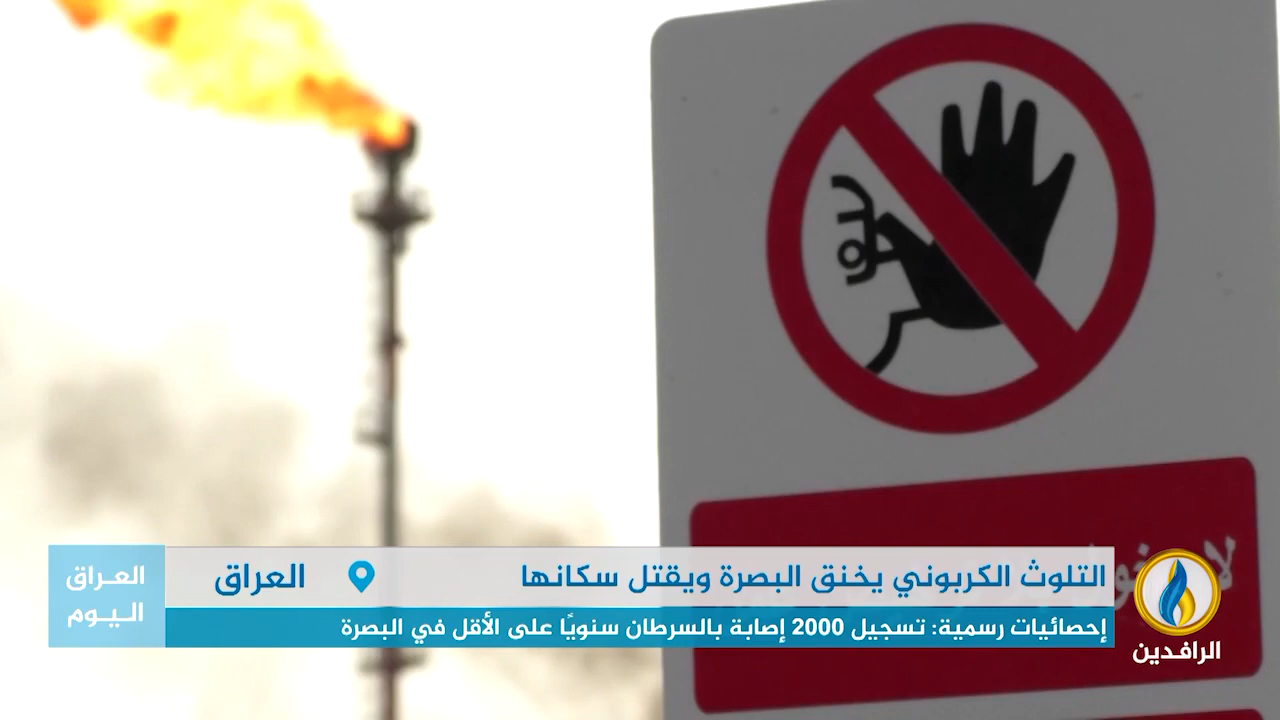 التلوث الكربوني يخنق البصرة ويقتل سكانها
العراق
إحصائيات رسمية: تسجيل 2000 إصابة بالسرطان سنويًا على الأقل في البصرة
العراق
اليوم
الرافدين